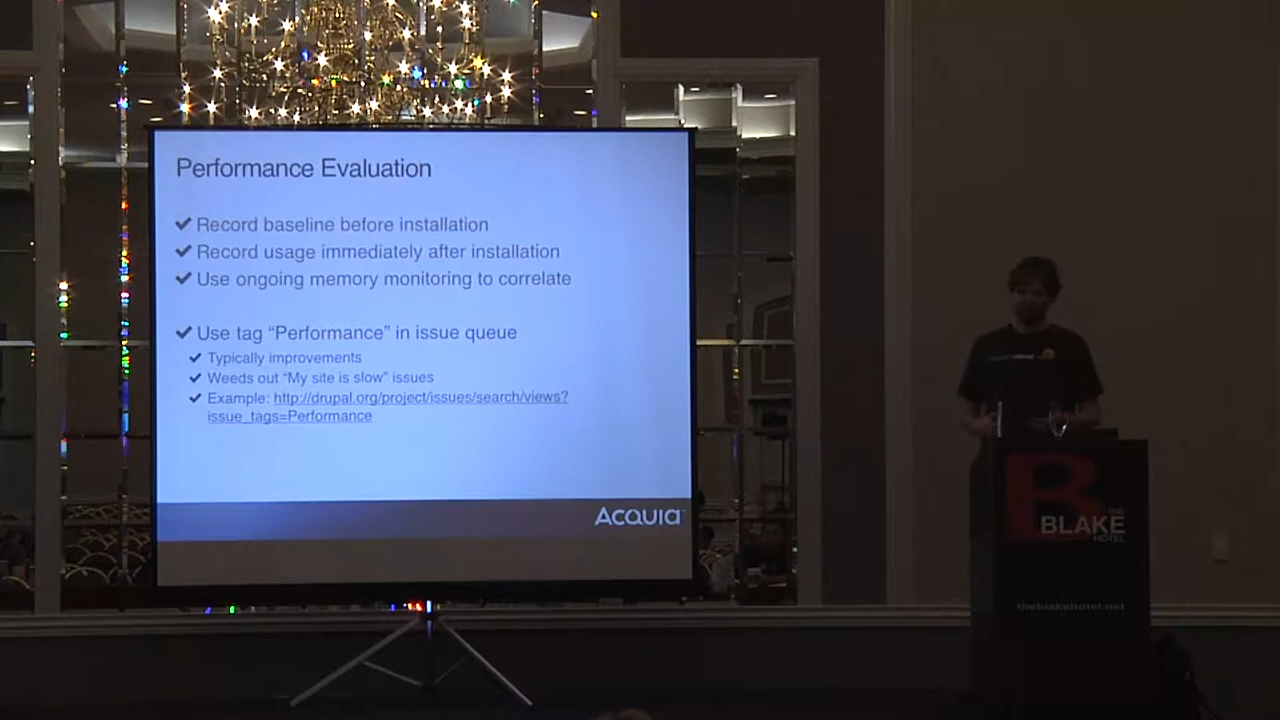 Performance Evaluation
✔ Record baseline before installation
✔ Record usage immediately after installation
✔ Use ongoing memory monitoring to correlate
✔ Use tag “Performance” in issue queue
✔ Typically improvements
✔ Weeds out “My site is slow” issues
✔ Example: http://drupal.org/project/issues/search/views?
issue_tags=Performance
Acquia
B
THE
BLAKE
HOTEL
theblakehotel.net